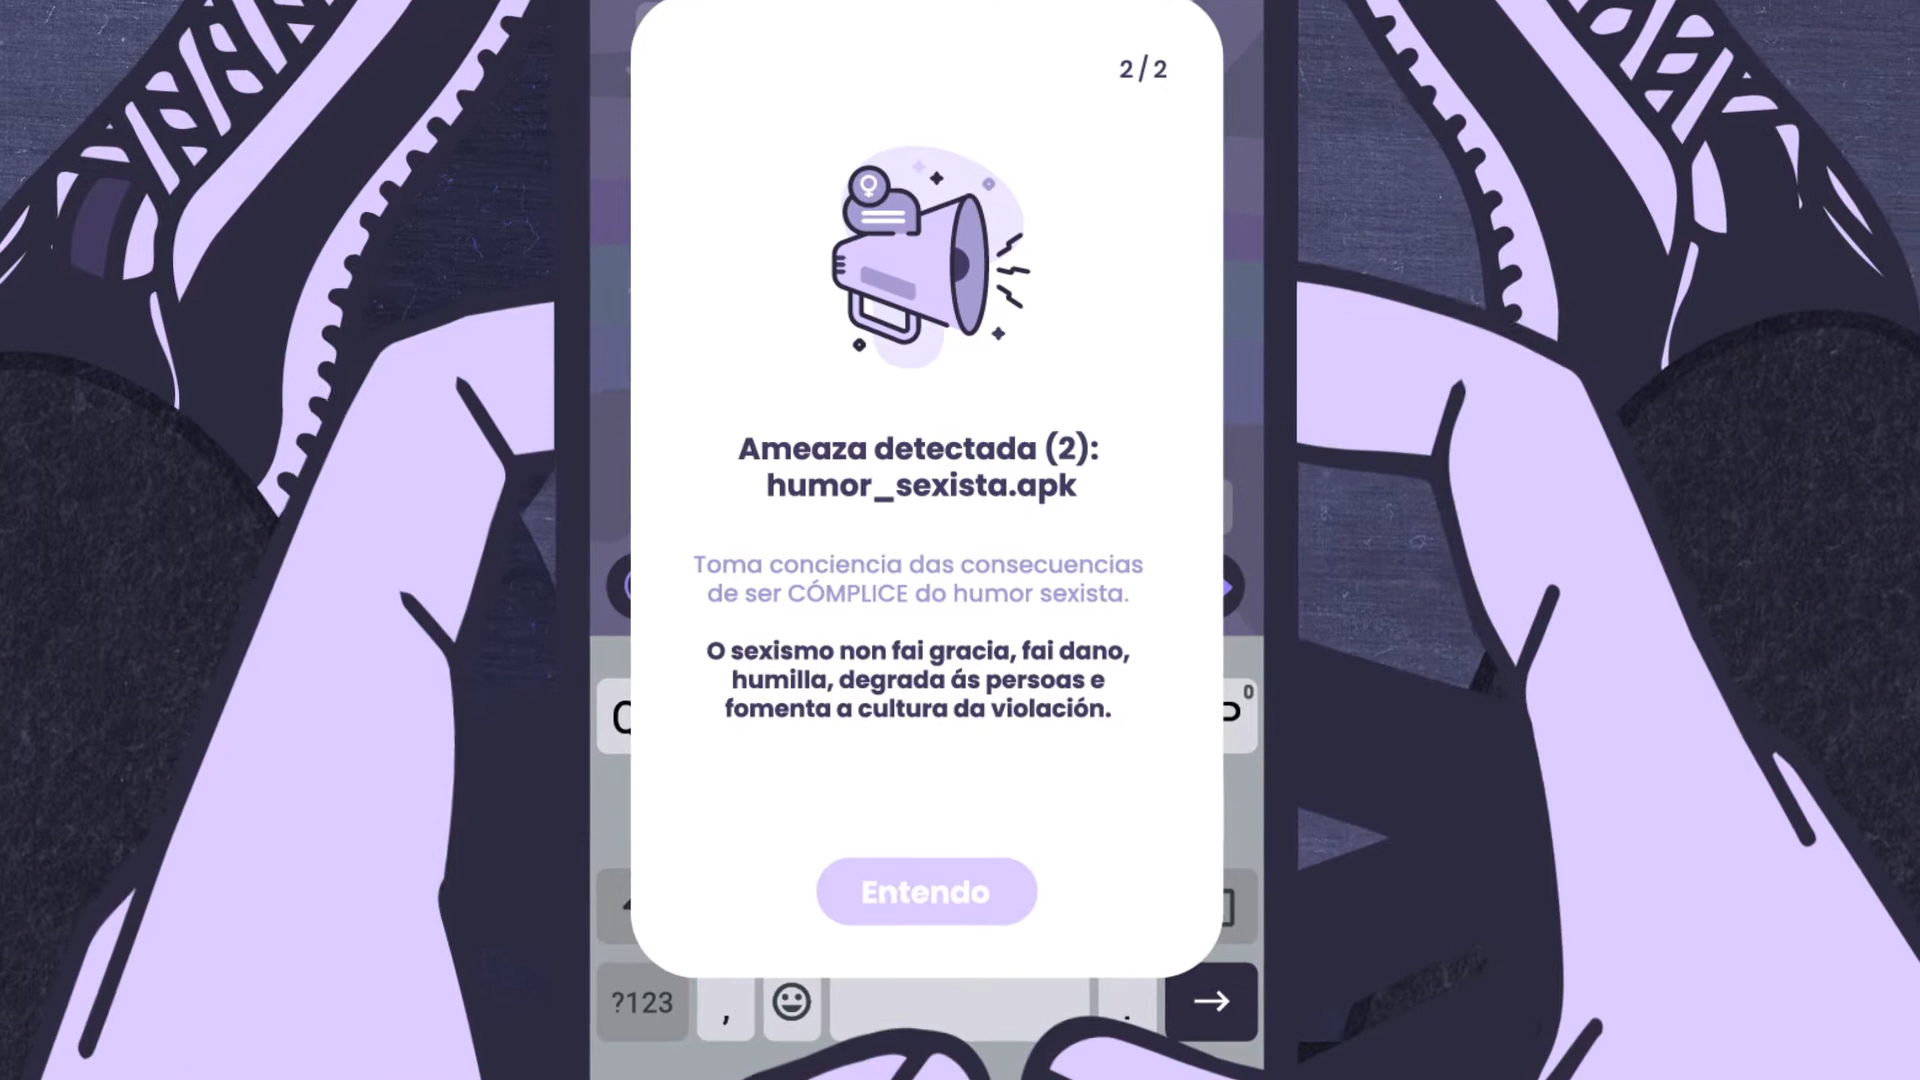 2/2
Ameaza detectada (2):
humor_sexista.apk
Toma conciencia das consecuencias
de ser CÓMPLICE do humor sexista.
O sexismo non fai gracia, fai dano,
humilla, degrada ás persoas e
fomenta a cultura da violación.
Q
P 0
Entendo
?123 , .